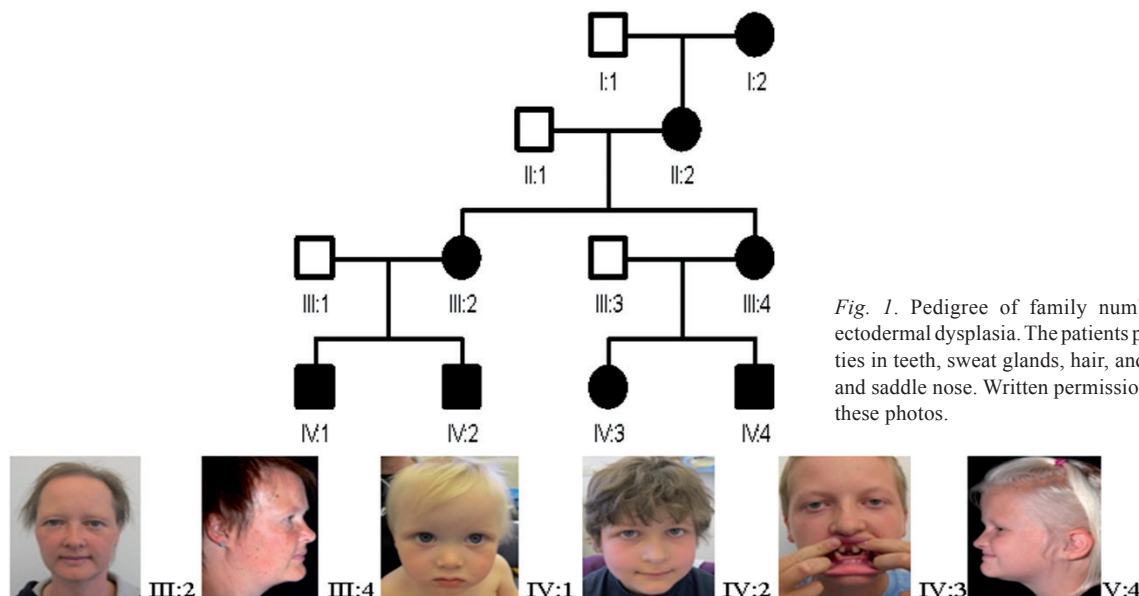 I:1 I:2
II:1 II:2
III:1 III:2 III:3 III:4
IV:1 IV:2 IV:3 IV:4
Fig. 1. Pedigree of family
ectodermal dysplasia. The patients
ties in teeth, sweat glands, hair, and
and saddle nose. Written
these photos.
III:2 III:4 IV:1 IV:2 IV:3 V:4